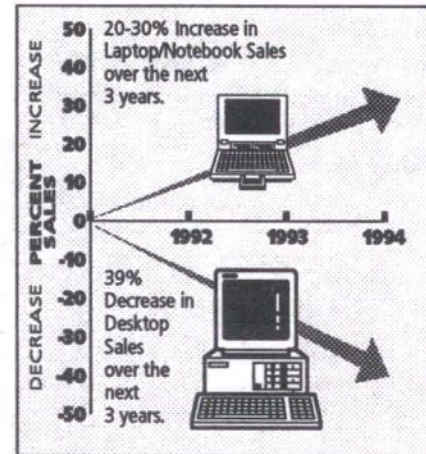 50
40
30
20
10
0
-10
-20
-30
-40
-50
DECREASE PERCENT SALES INCREASE
20-30% Increase in
Laptop/Notebook Sales
over the next
3 years.
1992
1993
1994
39%
Decrease in
Desktop
Sales
over the
next
3 years.